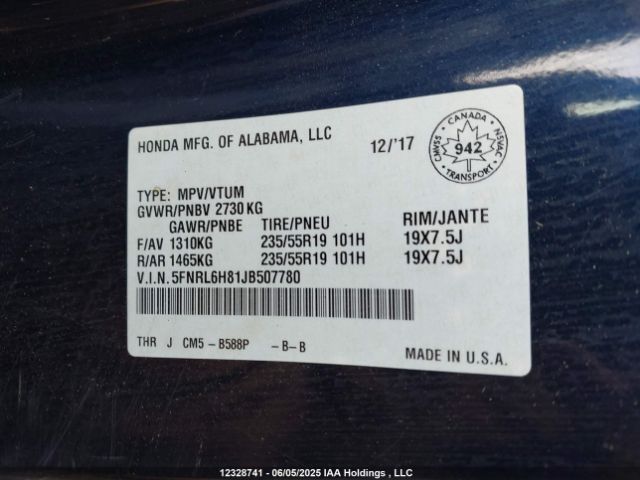 HONDA MFG. OF ALABAMA, LLC 12/'17
CANADA
CMVSS 942 NSVAC
TRANSPORT
TYPE: MPV/VTUM
GVWR/PNBV 2730 KG
GAWR/PNBE TIRE/PNEU RIM/JANTE
F/AV 1310KG 235/55R19 101H 19X7.5J
R/AR 1465KG 235/55R19 101H 19X7.5J
V.I.N. 5FNRL6H81JB507780
THR J CM5 - B588P - B - B MADE IN U.S.A.
12328741 - 06/05/2025 IAA Holdings , LLC